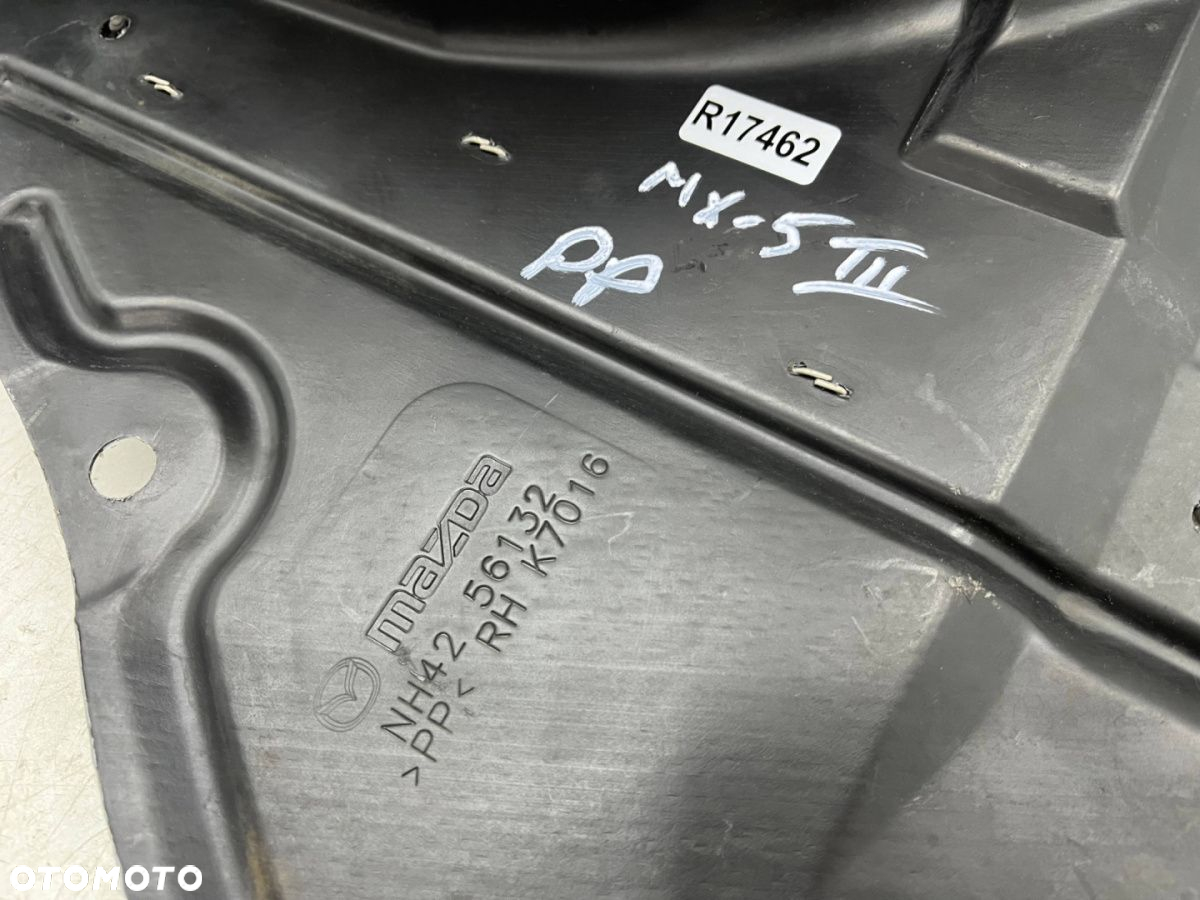 R17462
MX-5 III
PP
mazda
NH42 56132
>PP< RH K7016
OTOMOTO